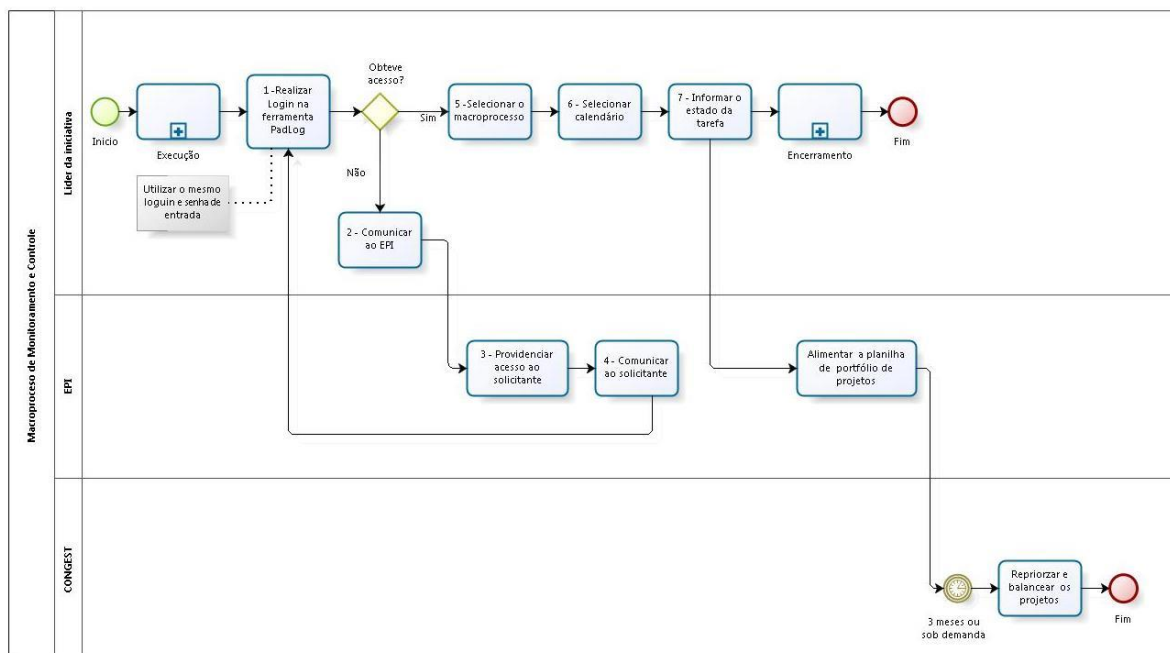 Macroproceso de Monitoramento e Controle
Líder da iniciativa
Inicio
Execução
1 -Realizar
Login na
ferramenta
PadLog
Utilizar o mesmo
loguin e senha de
entrada
Obteve
acesso?
Sim
Não
2 - Comunicar
ao EPI
5 -Selecionar o
macroprocesso
6 - Selecionar
calendário
7 - Informar o
estado da
tarefa
Encerramento
Fim
EPI
3 - Providenciar
acesso ao
solicitante
4 - Comunicar
ao solicitante
Alimentar a planilha
de portfólio de
projetos
CONGEST
3 meses ou
sob demanda
Repriorzar e
balancear os
projetos
Fim